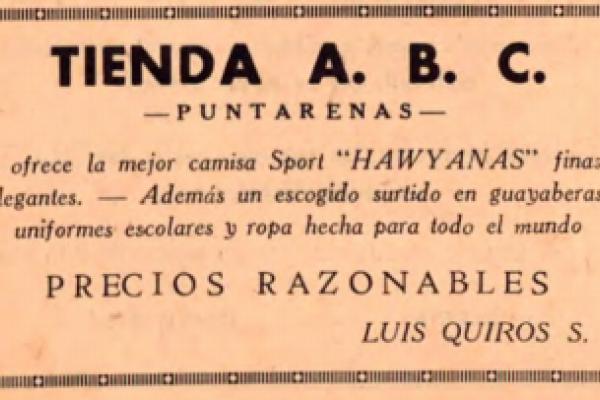 TIENDA A. B. C.
—PUNTARENAS—
ofrece la mejor camisa Sport "HAWYANAS" finas
legantes. — Además un escogido surtido en guayaberas
uniformes escolares y ropa hecha para todo el mundo
PRECIOS RAZONABLES
LUIS QUIROS S.